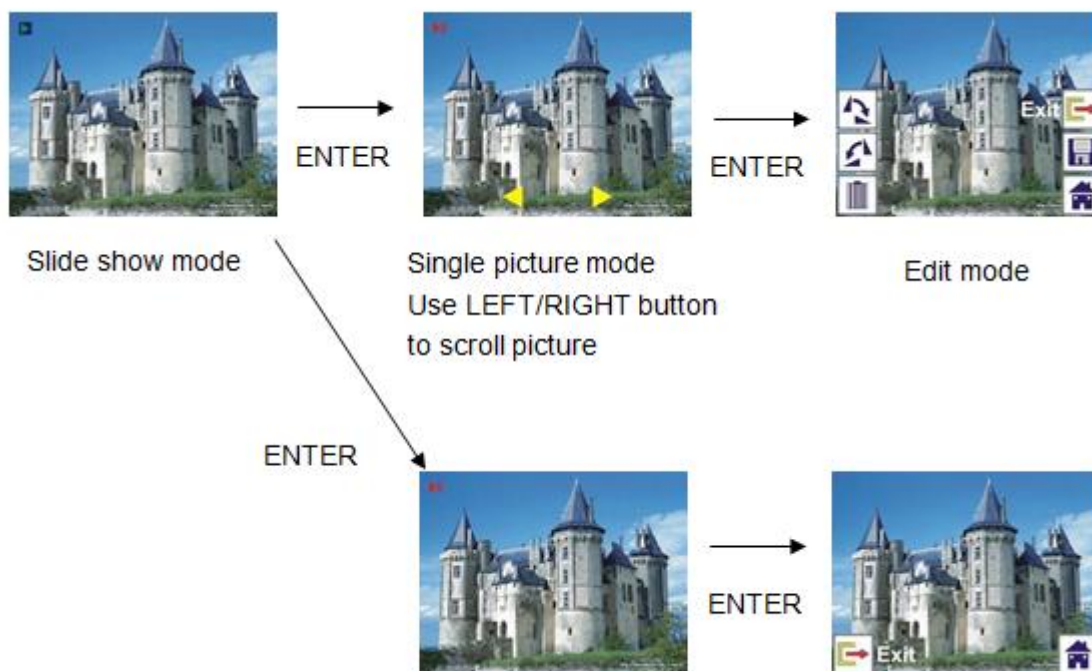 ENTER
ENTER
Exit
Slide show mode
Single picture mode
Use LEFT/RIGHT button
to scroll picture
Edit mode
ENTER
ENTER
Exit